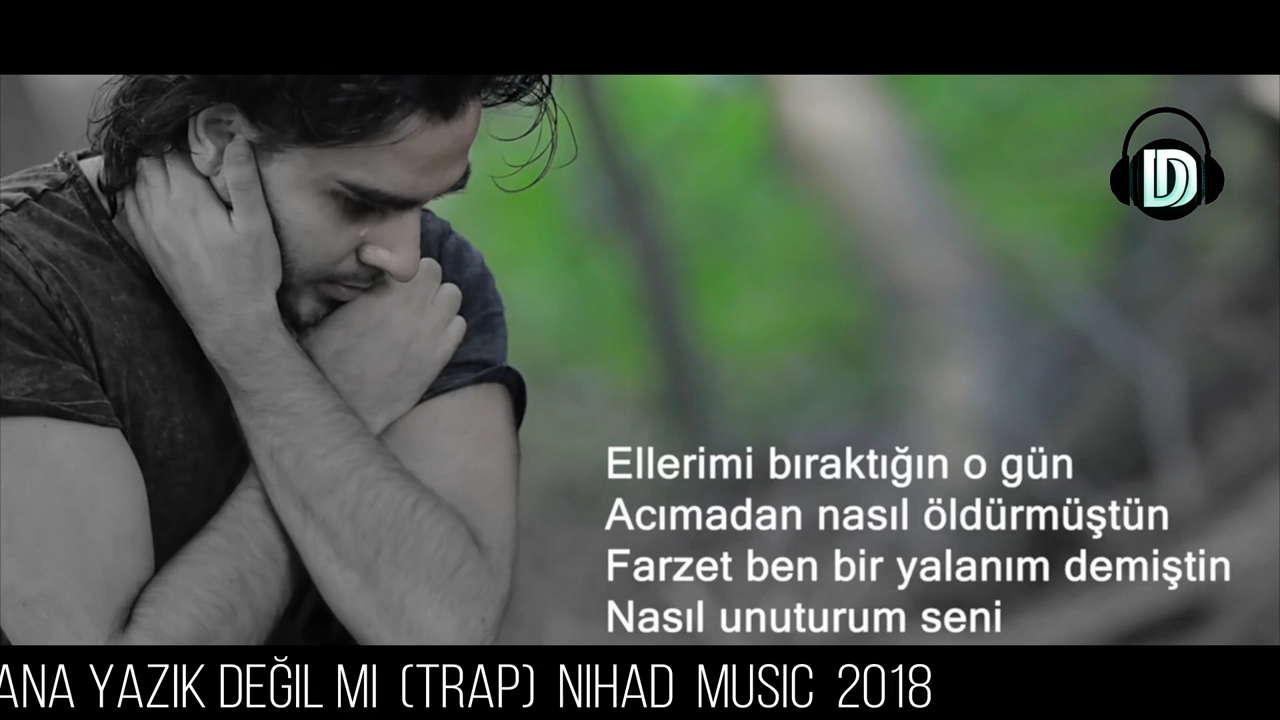 Ellerimi bıraktığın o gün
Acımadan nasıl öldürmüştün
Farzet ben bir yalanım demiştin
Nasıl unuturum seni
ANA YAZIK DEĞIL MI (TRAP) NIHAD MUSIC 2018